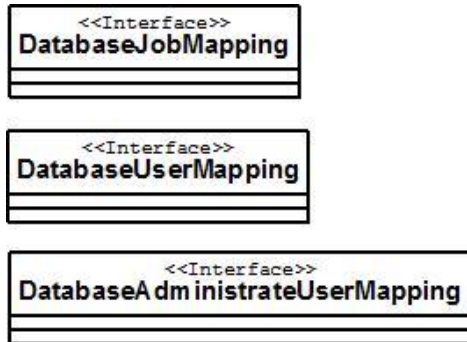 <<Interface>>
DatabaseJobMapping
<<Interface>>
DatabaseUserMapping
<<Interface>>
DatabaseAdministrateUserMapping